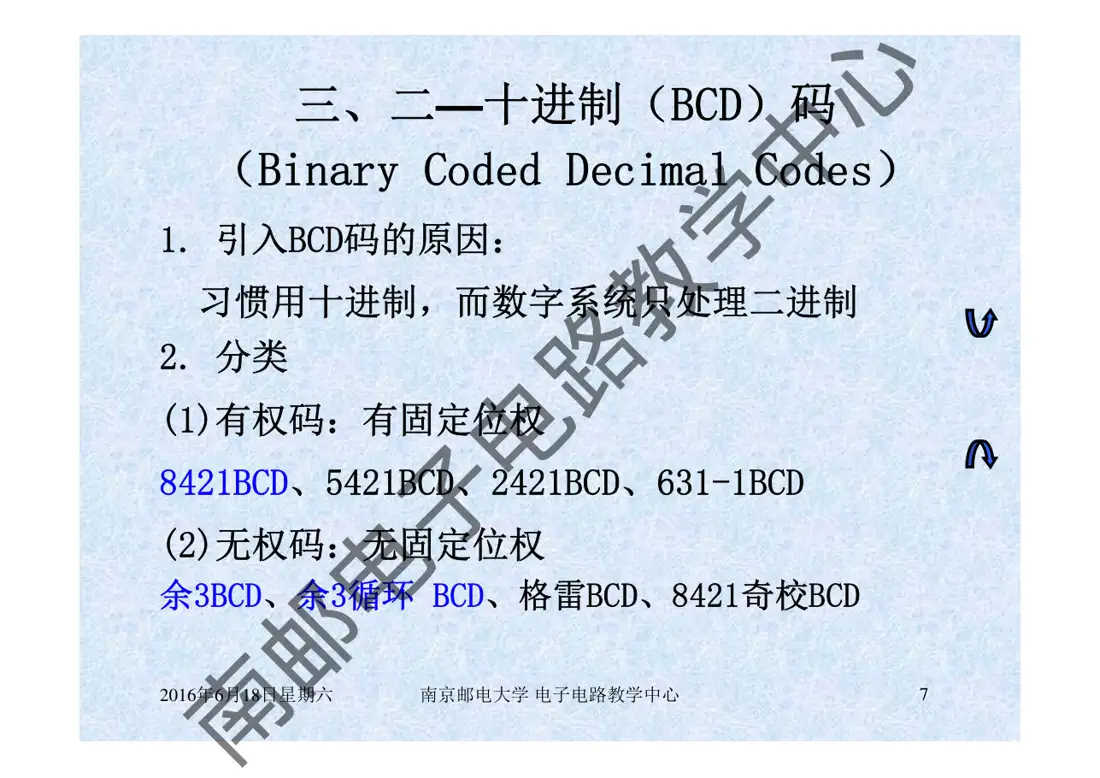 三、二—十进制（BCD）码
（Binary Coded Decimal Codes）
1. 引入BCD码的原因：
习惯用十进制，而数字系统只处理二进制
2. 分类
(1)有权码：有固定位权
8421BCD、5421BCD、2421BCD、631-1BCD
(2)无权码：无固定位权
余3BCD、余3循环 BCD、格雷BCD、8421奇校BCD
2016年6月18日星期六 南京邮电大学 电子电路教学中心 7
南邮电子电路教学中心